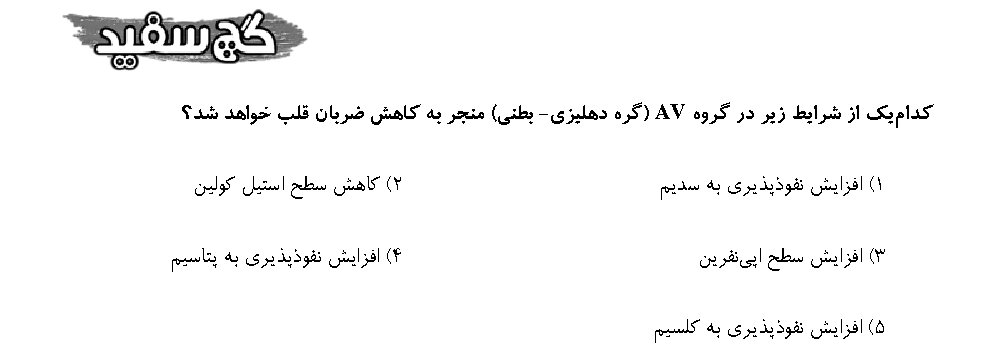 گچ سفید
کدام‌یک از شرایط زیر در گروه AV (گره دهلیزی- بطنی) منجر به کاهش ضربان قلب خواهد شد؟
۱) افزایش نفوذپذیری به سدیم ۲) کاهش سطح استیل کولین
۳) افزایش سطح اپی‌نفرین ۴) افزایش نفوذپذیری به پتاسیم
۵) افزایش نفوذپذیری به کلسیم